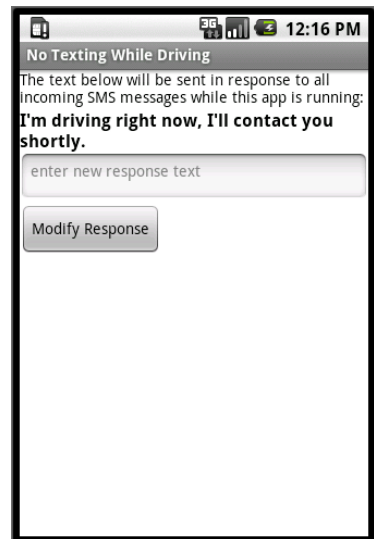 3G 12:16 PM
No Texting While Driving
The text below will be sent in response to all
incoming SMS messages while this app is running:
I'm driving right now, I'll contact you
shortly.
enter new response text
Modify Response